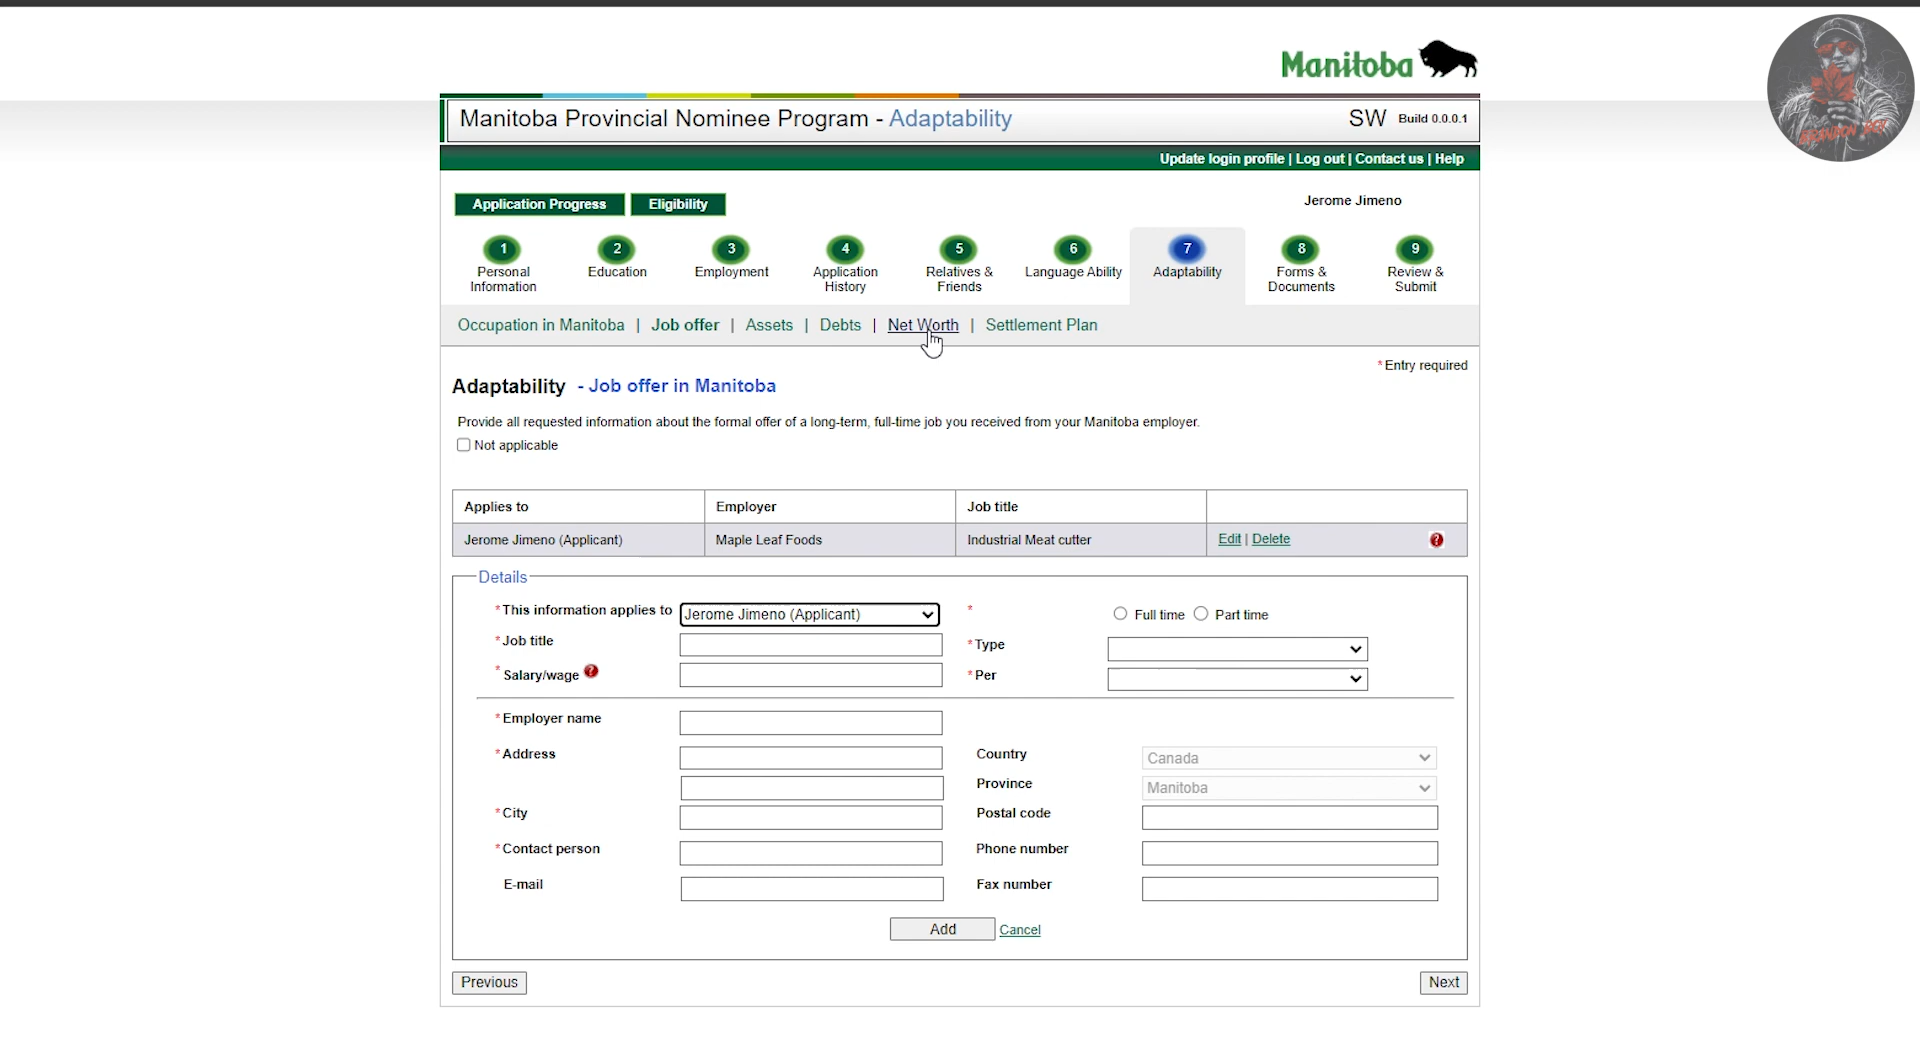 Manitoba
BRANDON BOY
Manitoba Provincial Nominee Program - Adaptability
SW Build 0.0.0.1
Update login profile | Log out | Contact us | Help
Application Progress
Eligibility
Jerome Jimeno
1 Personal Information
2 Education
3 Employment
4 Application History
5 Relatives & Friends
6 Language Ability
7 Adaptability
8 Forms & Documents
9 Review & Submit
Occupation in Manitoba | Job offer | Assets | Debts | Net Worth | Settlement Plan
* Entry required
Adaptability - Job offer in Manitoba
Provide all requested information about the formal offer of a long-term, full-time job you received from your Manitoba employer.
Not applicable
Applies to Employer Job title
Jerome Jimeno (Applicant) Maple Leaf Foods Industrial Meat cutter Edit | Delete ?
Details
* This information applies to Jerome Jimeno (Applicant) * Full time Part time
* Job title * Type
* Salary/wage ? * Per
* Employer name
* Address Country Canada
Province Manitoba
* City Postal code
* Contact person Phone number
E-mail Fax number
Add Cancel
Previous Next